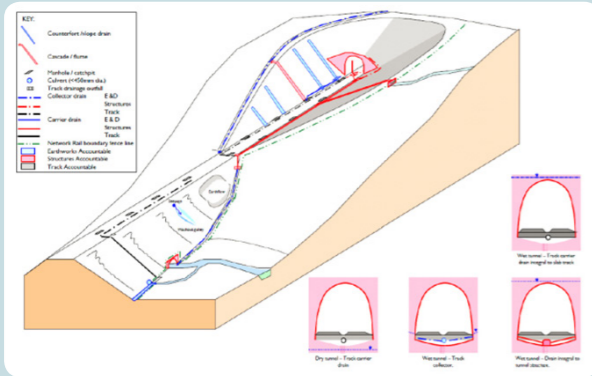 KEY:
Counterfort /slope drain
Cascade / flume
Manhole / catchpit
Culvert (<450mm dia.)
Track drainage outfall
Collector drain E &D
Structures
Track
Carrier drain E & D
Structures
Track
Network Rail boundary fence line
Earthworks Accountable
Structures Accountable
Track Accountable
Wet tunnel – Track carrier
drain integral to slab track.
Dry tunnel – Track carrier
drain
Wet tunnel – Track
collector.
Wet tunnel – Drain integral to
tunnel structure.